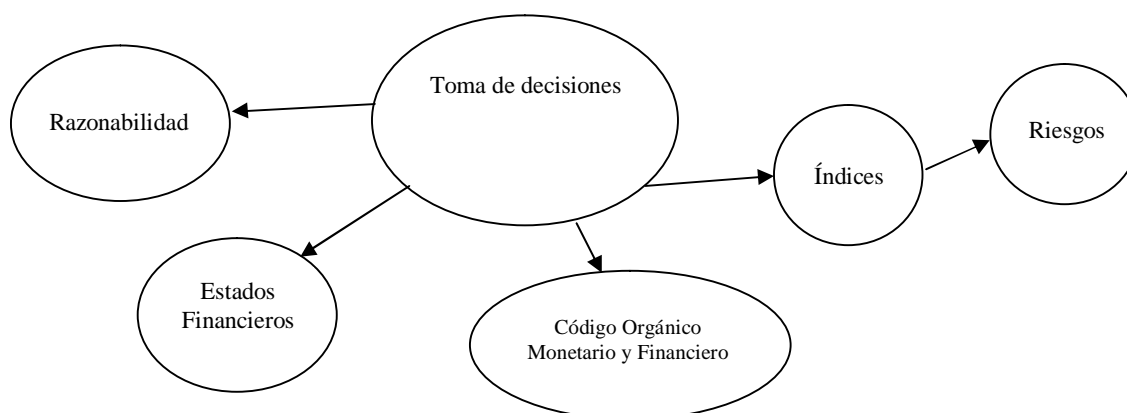 Toma de decisiones
Razonabilidad
Índices
Riesgos
Estados
Financieros
Código Orgánico
Monetario y Financiero